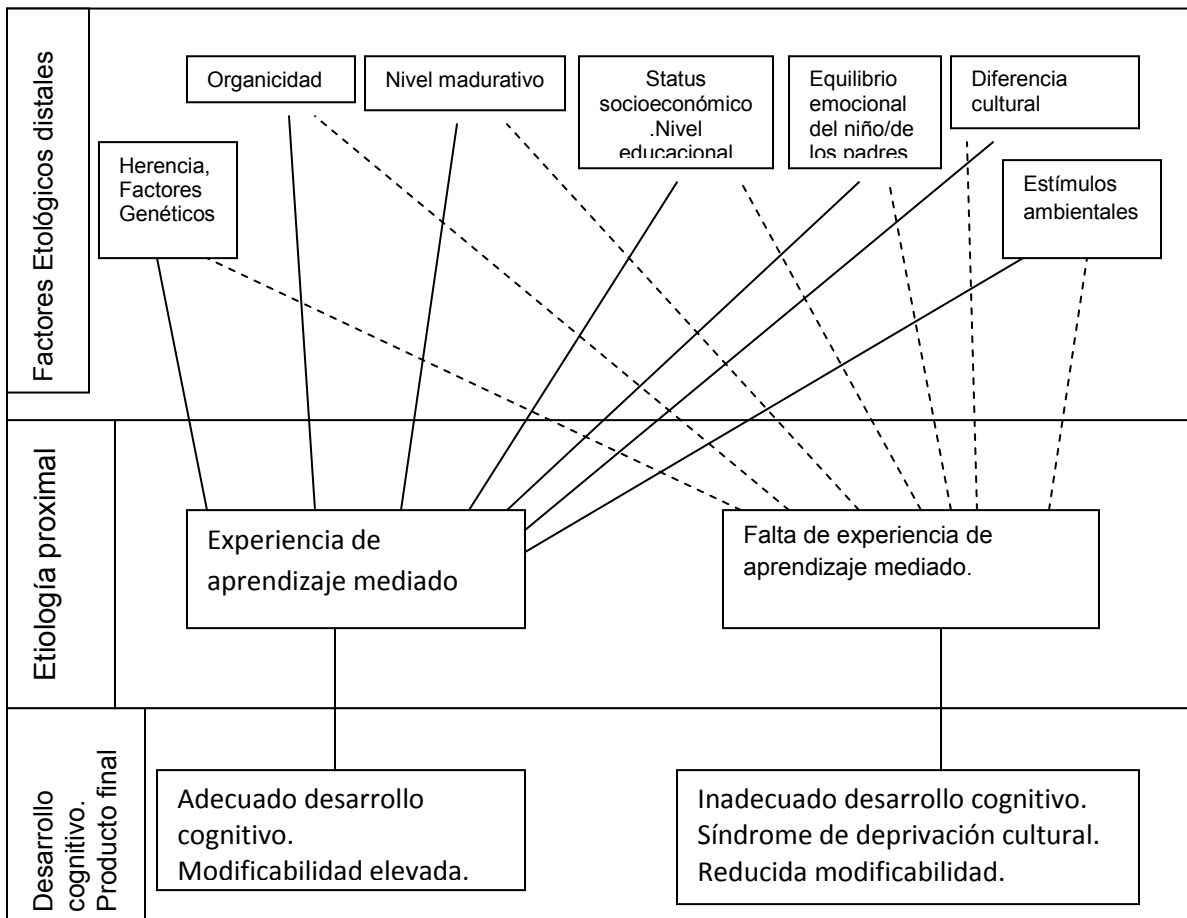 Factores Etológicos distales
Organicidad
Nivel madurativo
Status
socioeconómico
.Nivel
educacional
Equilibrio
emocional
del niño/de
los padres
Diferencia
cultural
Herencia,
Factores
Genéticos
Estímulos
ambientales
Etiología proximal
Experiencia de
aprendizaje mediado
Falta de experiencia de
aprendizaje mediado.
Desarrollo
cognitivo.
Producto final
Adecuado desarrollo
cognitivo.
Modificabilidad elevada.
Inadecuado desarrollo cognitivo.
Síndrome de deprivación cultural.
Reducida modificabilidad.